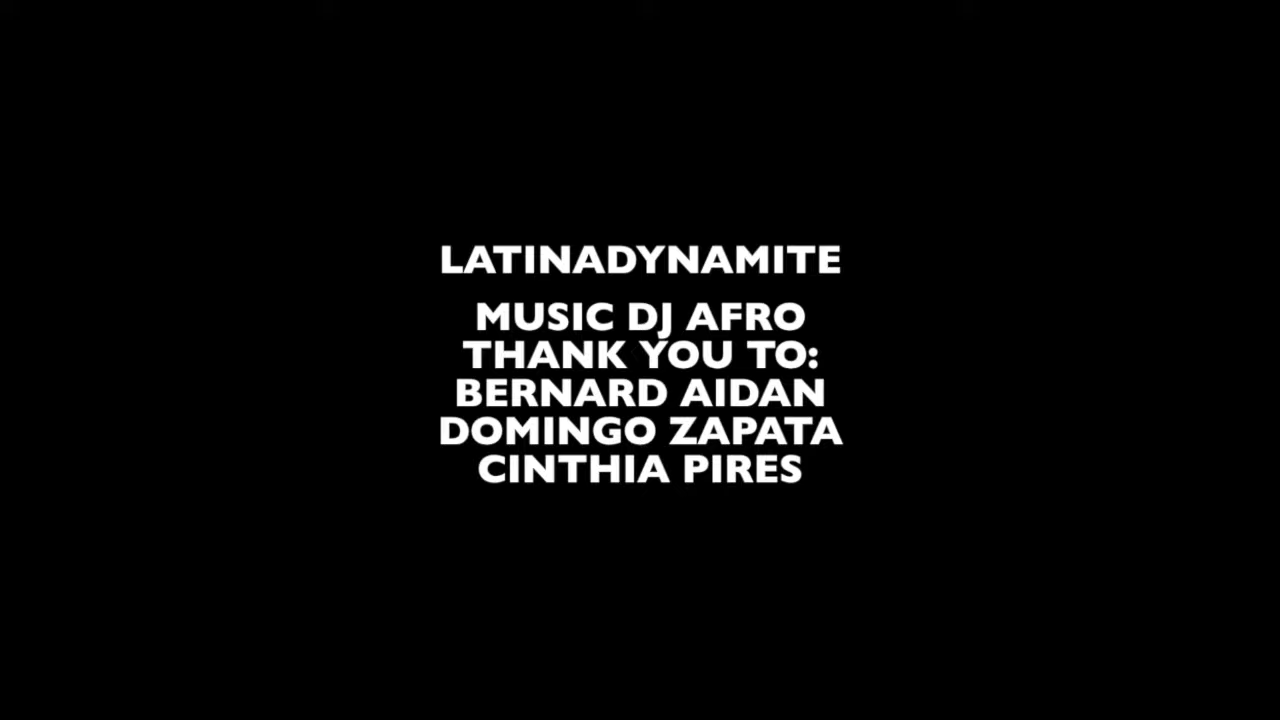 LATINADYNAMITE
MUSIC DJ AFRO
THANK YOU TO:
BERNARD AIDAN
DOMINGO ZAPATA
CINTHIA PIRES